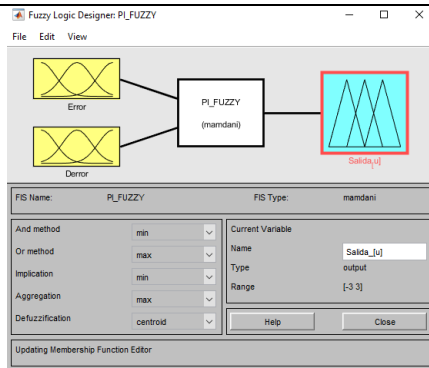 Fuzzy Logic Designer: PI_FUZZY
File Edit View
Error
Derror
PI_FUZZY
(mamdani)
Salida_[u]
FIS Name: PI_FUZZY FIS Type: mamdani
And method min
Or method max
Implication min
Aggregation max
Defuzzification centroid
Current Variable
Name Salida_[u]
Type output
Range [-3 3]
Help Close
Updating Membership Function Editor